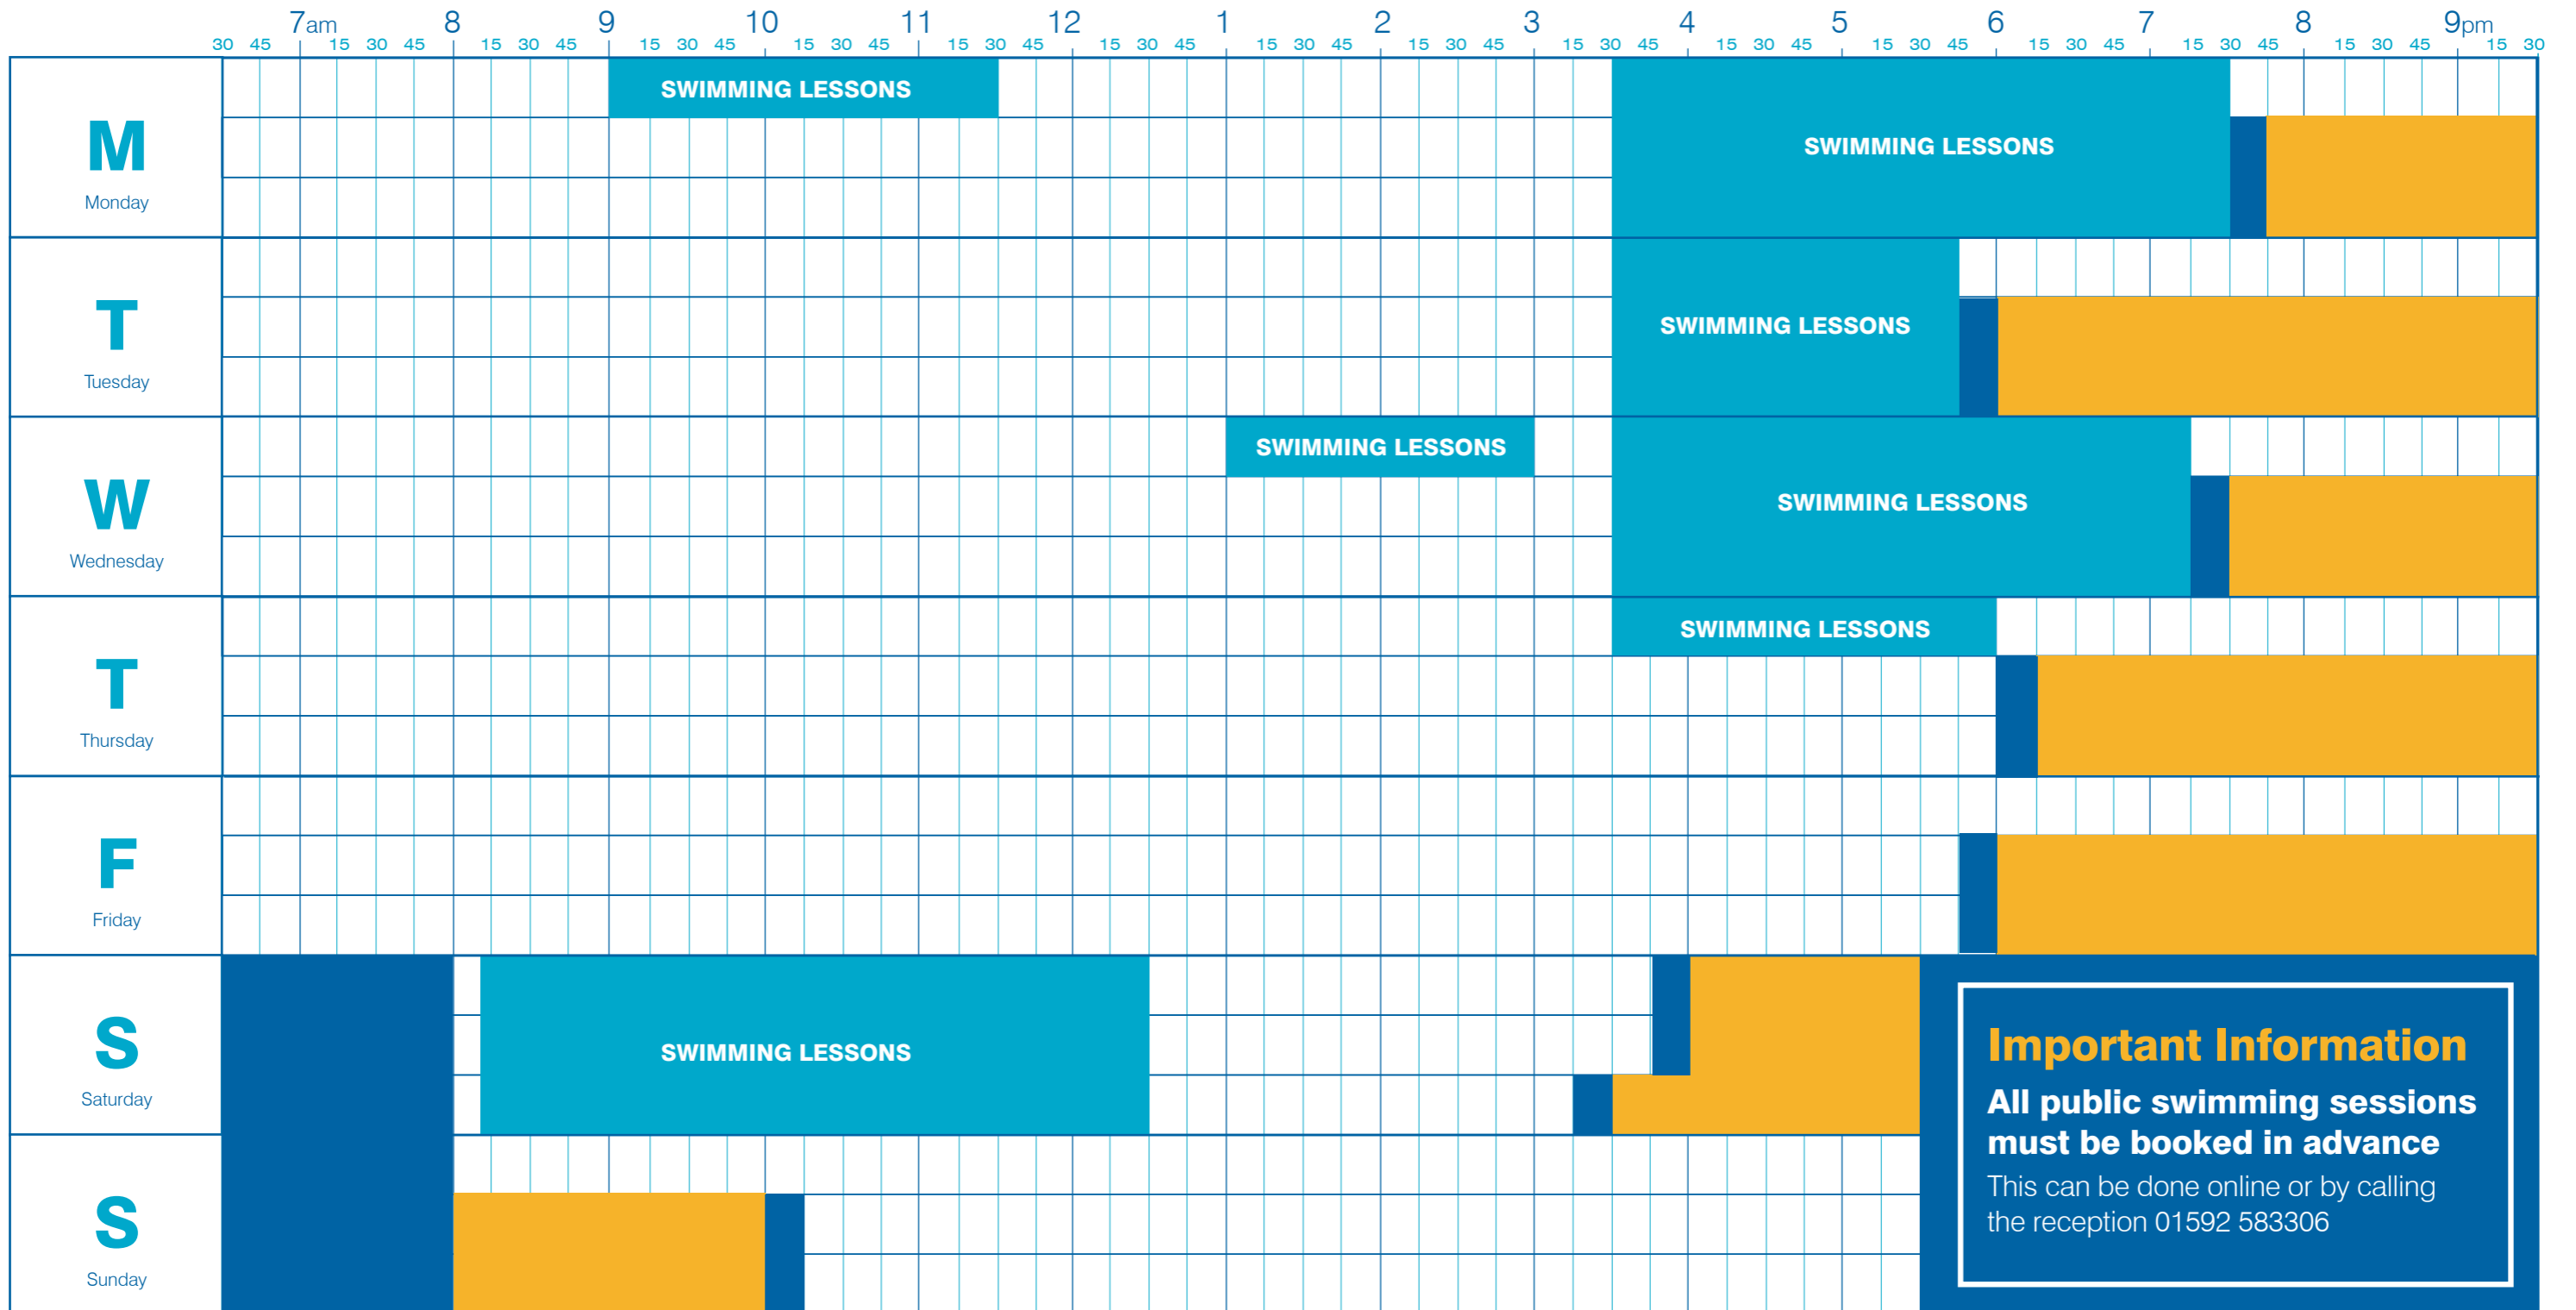 7am 8 9 10 11 12 1 2 3 4 5 6 7 8 9pm
30 45 15 30 45 15 30 45 15 30 45 15 30 45 15 30 45 15 30 45 15 30 45 15 30 45 15 30 45 15 30 45 15 30 45 15 30 45 15 30 45 15 30 45 15 30
SWIMMING LESSONS
SWIMMING LESSONS
M
Monday
SWIMMING LESSONS
T
Tuesday
SWIMMING LESSONS
SWIMMING LESSONS
W
Wednesday
SWIMMING LESSONS
T
Thursday
F
Friday
SWIMMING LESSONS
S
Saturday
S
Sunday
Important Information
All public swimming sessions
must be booked in advance
This can be done online or by calling
the reception 01592 583306